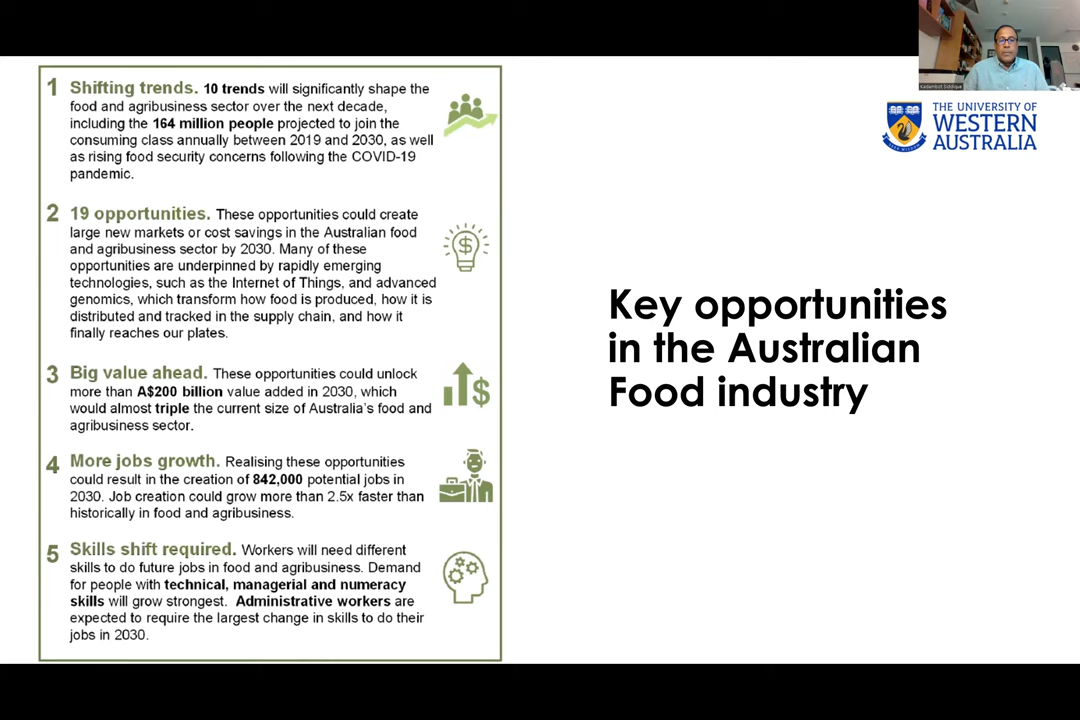 1 Shifting trends. 10 trends will significantly shape the
food and agribusiness sector over the next decade,
including the 164 million people projected to join the
consuming class annually between 2019 and 2030, as well
as rising food security concerns following the COVID-19
pandemic.
2 19 opportunities. These opportunities could create
large new markets or cost savings in the Australian food
and agribusiness sector by 2030. Many of these
opportunities are underpinned by rapidly emerging
technologies, such as the Internet of Things, and advanced
genomics, which transform how food is produced, how it is
distributed and tracked in the supply chain, and how it
finally reaches our plates.
3 Big value ahead. These opportunities could unlock
more than A$200 billion value added in 2030, which
would almost triple the current size of Australia's food and
agribusiness sector.
4 More jobs growth. Realising these opportunities
could result in the creation of 842,000 potential jobs in
2030. Job creation could grow more than 2.5x faster than
historically in food and agribusiness.
5 Skills shift required. Workers will need different
skills to do future jobs in food and agribusiness. Demand
for people with technical, managerial and numeracy
skills will grow strongest. Administrative workers are
expected to require the largest change in skills to do their
jobs in 2030.
$
$
Kadambot Siddique
THE UNIVERSITY OF
WESTERN
AUSTRALIA
Key opportunities
in the Australian
Food industry